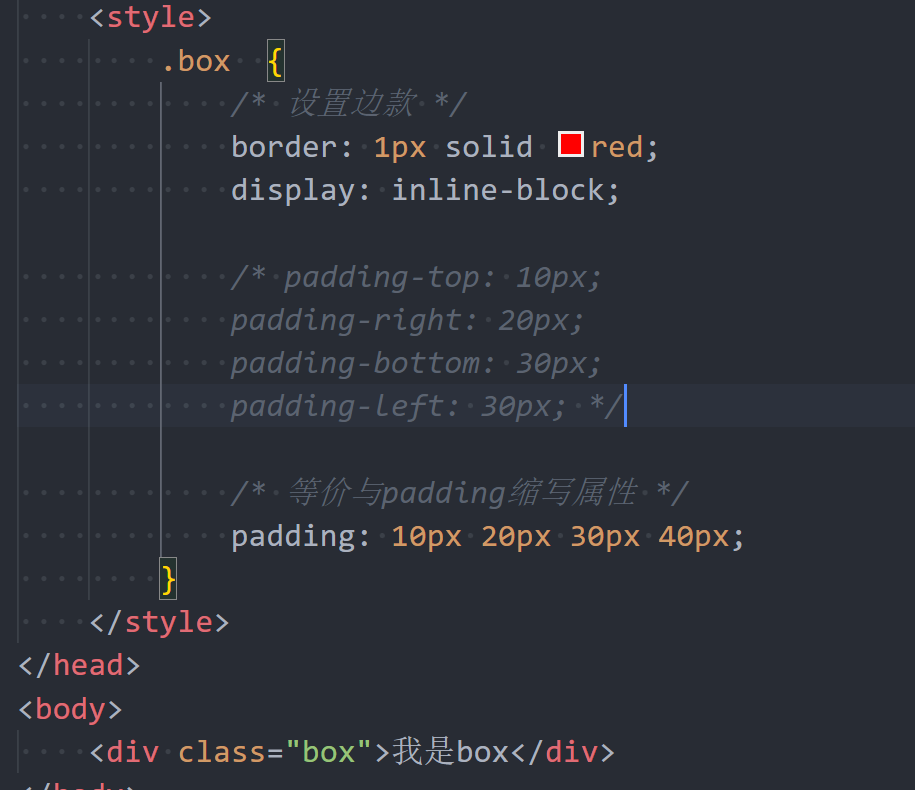 <style>
.box {
/* 设置边款 */
border: 1px solid red;
display: inline-block;
/* padding-top: 10px;
padding-right: 20px;
padding-bottom: 30px;
padding-left: 30px; */
/* 等价与padding缩写属性 */
padding: 10px 20px 30px 40px;
}
</style>
</head>
<body>
<div class="box">我是box</div>
</body>